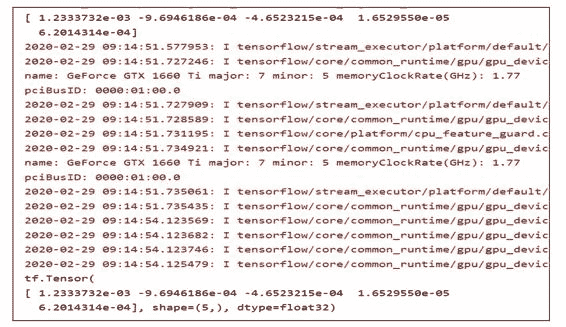 [ 1.2333732e-03 -9.6946186e-04 -4.6523215e-04 1.6529550e-05
6.2014314e-04]
2020-02-29 09:14:51.577953: I tensorflow/stream_executor/platform/default/
2020-02-29 09:14:51.727246: I tensorflow/core/common_runtime/gpu/gpu_devic
name: GeForce GTX 1660 Ti major: 7 minor: 5 memoryClockRate(GHz): 1.77
pciBusID: 0000:01:00.0
2020-02-29 09:14:51.727909: I tensorflow/stream_executor/platform/default/
2020-02-29 09:14:51.728589: I tensorflow/core/common_runtime/gpu/gpu_devic
2020-02-29 09:14:51.731195: I tensorflow/core/platform/cpu_feature_guard.c
2020-02-29 09:14:51.734921: I tensorflow/core/common_runtime/gpu/gpu_devic
name: GeForce GTX 1660 Ti major: 7 minor: 5 memoryClockRate(GHz): 1.77
pciBusID: 0000:01:00.0
2020-02-29 09:14:51.735061: I tensorflow/stream_executor/platform/default/
2020-02-29 09:14:51.735435: I tensorflow/core/common_runtime/gpu/gpu_devic
2020-02-29 09:14:54.123569: I tensorflow/core/common_runtime/gpu/gpu_devic
2020-02-29 09:14:54.123682: I tensorflow/core/common_runtime/gpu/gpu_devic
2020-02-29 09:14:54.123746: I tensorflow/core/common_runtime/gpu/gpu_devic
2020-02-29 09:14:54.125479: I tensorflow/core/common_runtime/gpu/gpu_devic
tf.Tensor(
[ 1.2333732e-03 -9.6946186e-04 -4.6523215e-04 1.6529550e-05
6.2014314e-04], shape=(5,), dtype=float32)